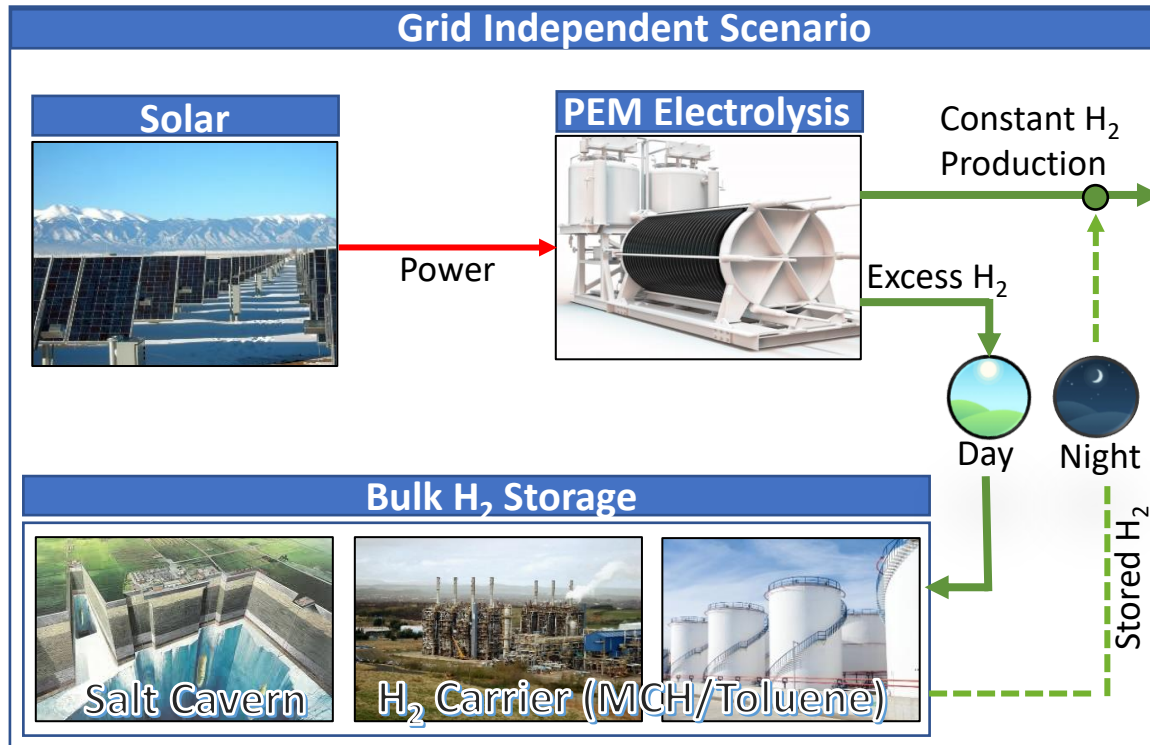 Grid Independent Scenario
Solar
PEM Electrolysis
Constant H₂
Production
Power
Excess H₂
Day
Night
Bulk H₂ Storage
Stored H₂
Salt Cavern
H₂ Carrier (MCH/Toluene)